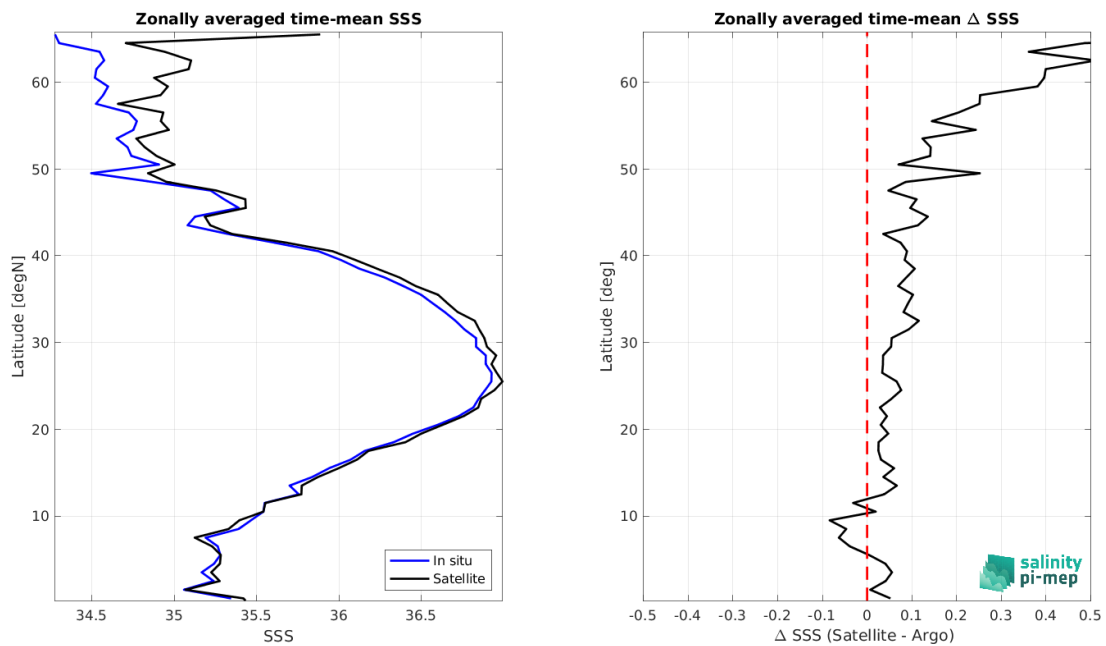 Zonally averaged time-mean SSS
Latitude [degN]
60
50
40
30
20
10
34.5 35 35.5 36 36.5
SSS
In situ
Satellite
Zonally averaged time-mean Δ SSS
Latitude [deg]
60
50
40
30
20
10
-0.5 -0.4 -0.3 -0.2 -0.1 0 0.1 0.2 0.3 0.4 0.5
Δ SSS (Satellite - Argo)
salinity
pi-mep